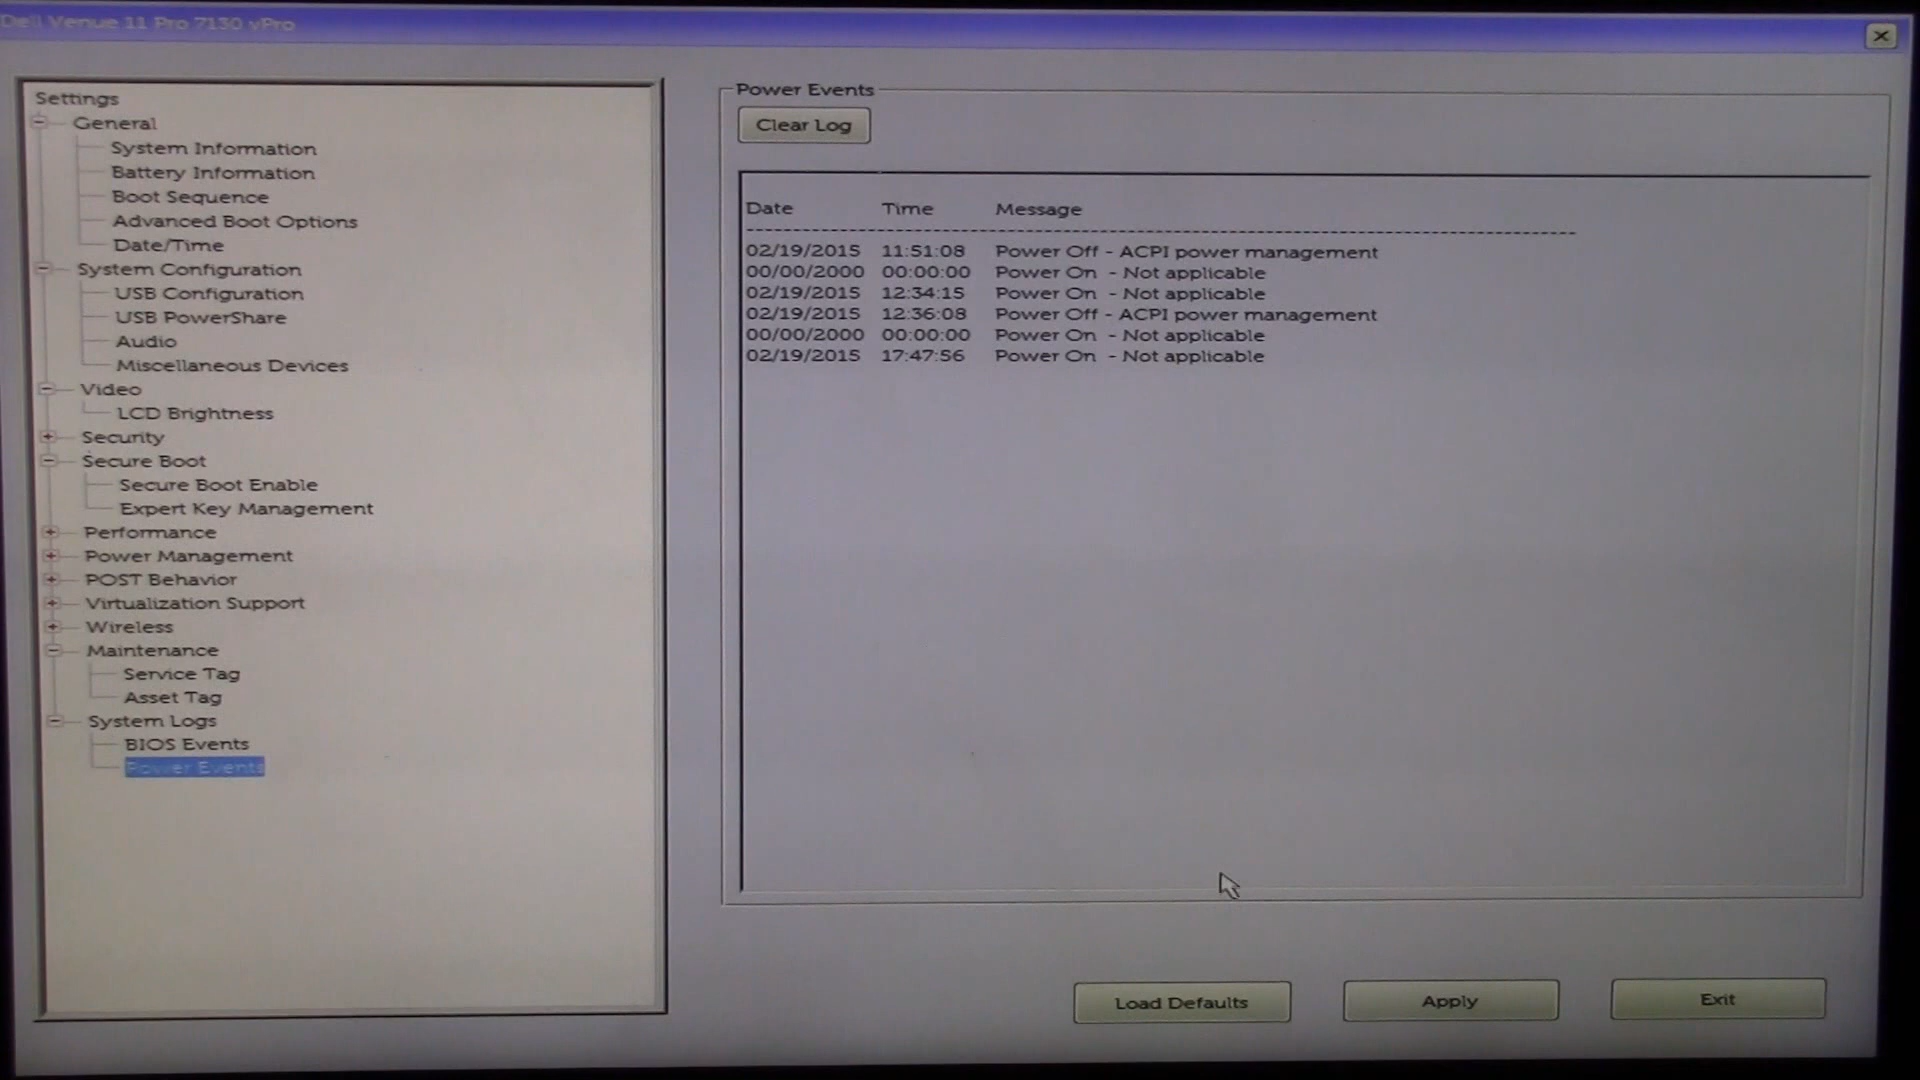 Dell Venue 11 Pro 7130 vPro
Settings
General
System Information
Battery Information
Boot Sequence
Advanced Boot Options
Date/Time
System Configuration
USB Configuration
USB PowerShare
Audio
Miscellaneous Devices
Video
LCD Brightness
Security
Secure Boot
Secure Boot Enable
Expert Key Management
Performance
Power Management
POST Behavior
Virtualization Support
Wireless
Maintenance
Service Tag
Asset Tag
System Logs
BIOS Events
Power Events
Power Events
Clear Log
Date Time Message
--------------------------------------------------------------------------------
02/19/2015 11:51:08 Power Off - ACPI power management
00/00/2000 00:00:00 Power On - Not applicable
02/19/2015 12:34:15 Power On - Not applicable
02/19/2015 12:36:08 Power Off - ACPI power management
00/00/2000 00:00:00 Power On - Not applicable
02/19/2015 17:47:56 Power On - Not applicable
Load Defaults
Apply
Exit